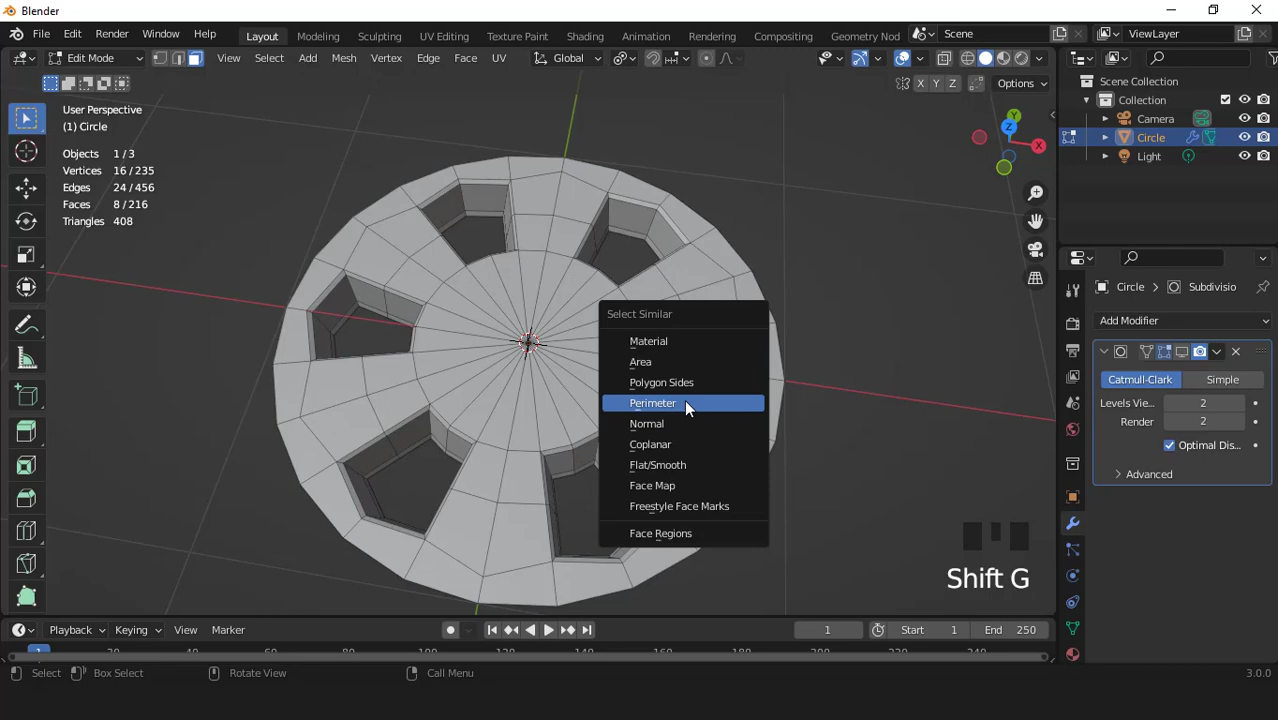 Blender
File Edit Render Window Help Layout Modeling Sculpting UV Editing Texture Paint Shading Animation Rendering Compositing Geometry Nod Scene ViewLayer
Edit Mode View Select Add Mesh Vertex Edge Face UV Global
X Y Z Options
User Perspective
(1) Circle
Objects 1/3
Vertices 16/235
Edges 24/456
Faces 8/216
Triangles 408
Y
Z
X
Select Similar
Material
Area
Polygon Sides
Perimeter
Normal
Coplanar
Flat/Smooth
Face Map
Freestyle Face Marks
Face Regions
Shift G
Scene Collection
Collection
Camera
Circle
Light
Circle Subdivisio
Add Modifier
Catmull-Clark Simple
Levels Vie... 2
Render 2
Optimal Dis...
Advanced
Playback Keying View Marker 1 Start 1 End 250
Select Box Select Rotate View Call Menu 3.0.0